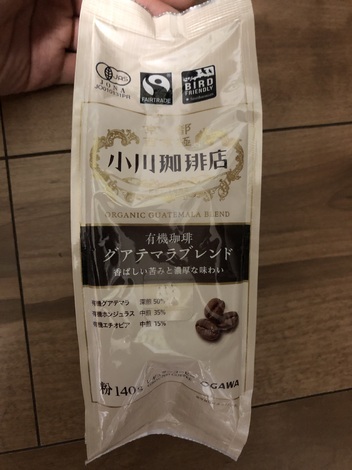 JAS
JONA
FAIRTRADE
BIRD
FRIENDLY
京都
小川珈琲店
ORGANIC GUATEMALA BLEND
有機珈琲
グアテマラブレンド
香ばしい苦みと濃厚な味わい
有機グアテマラ 深煎 50%
有機ホンジュラス 中煎 35%
有機エチオピア 中煎 15%
粉 140g
OGAWA